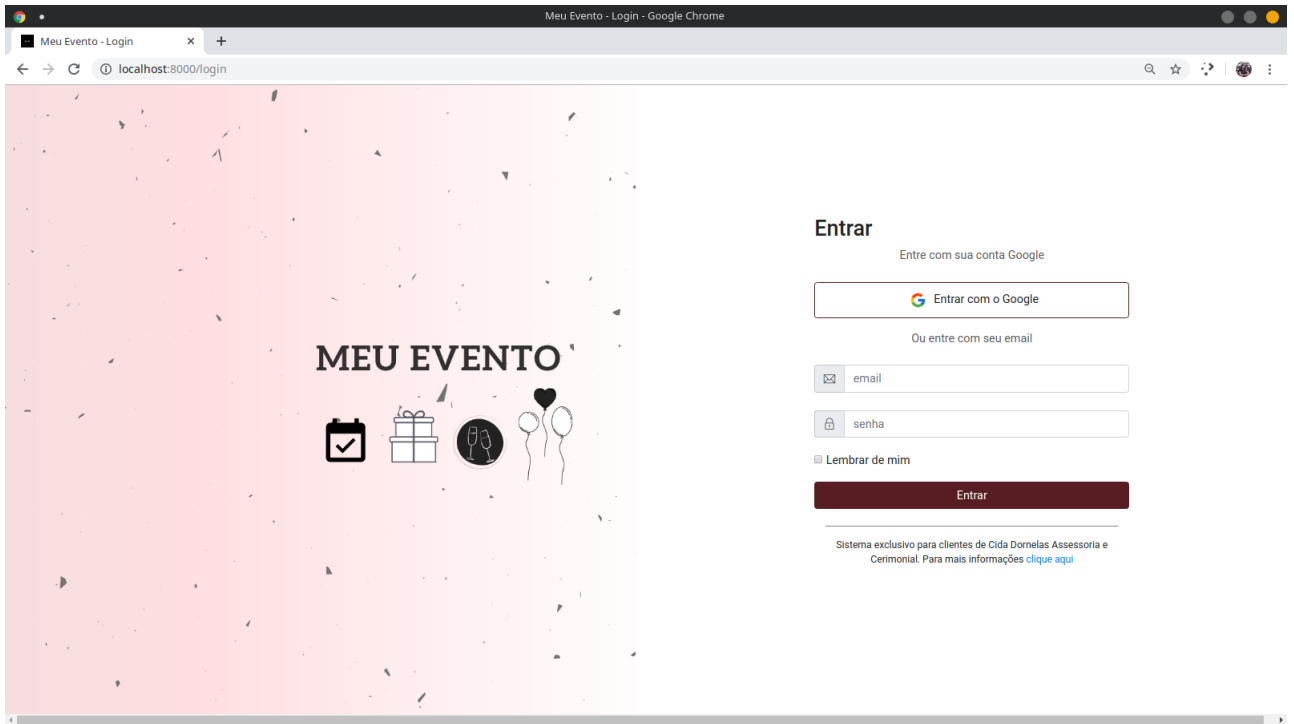 Meu Evento - Login - Google Chrome
Meu Evento - Login
localhost:8000/login
MEU EVENTO
Entrar
Entre com sua conta Google
Entrar com o Google
Ou entre com seu email
email
senha
Lembrar de mim
Entrar
Sistema exclusivo para clientes de Cida Dornelas Assessoria e
Cerimonial. Para mais informações clique aqui